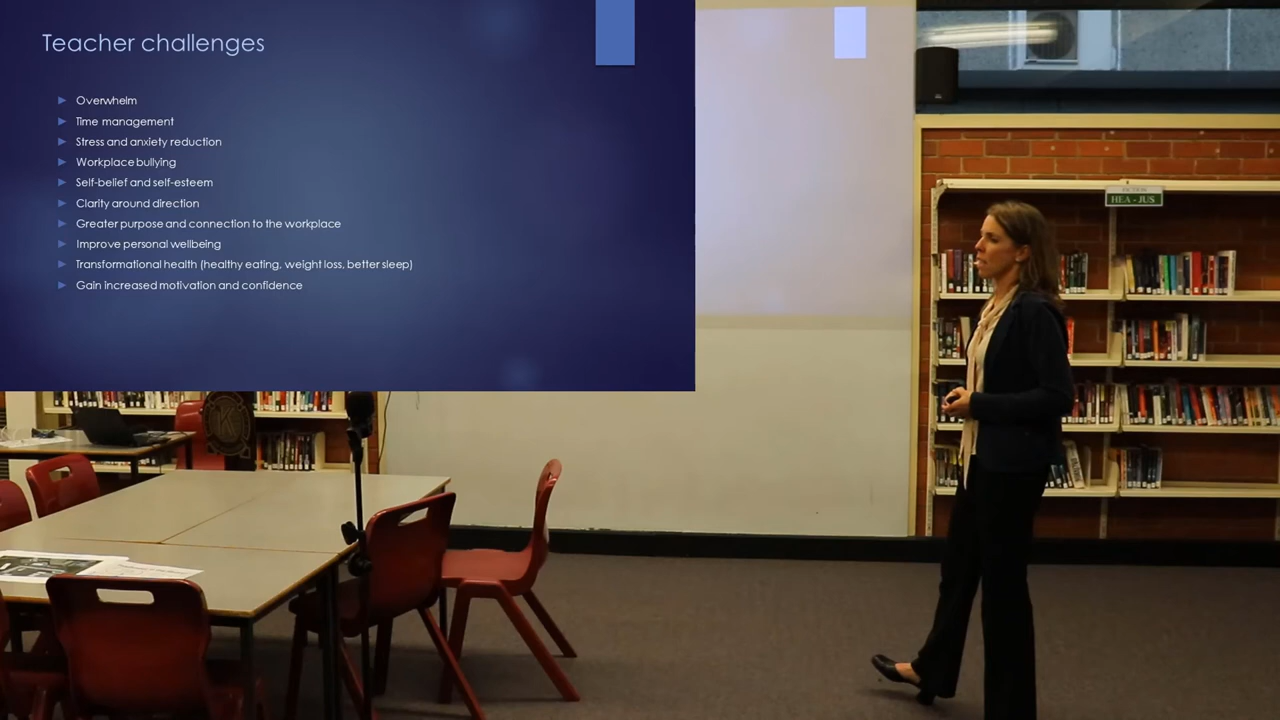 Teacher challenges
Overwhelm
Time management
Stress and anxiety reduction
Workplace bullying
Self-belief and self-esteem
Clarity around direction
Greater purpose and connection to the workplace
Improve personal wellbeing
Transformational health (healthy eating, weight loss, better sleep)
Gain increased motivation and confidence
FICTION
HEA - JUS